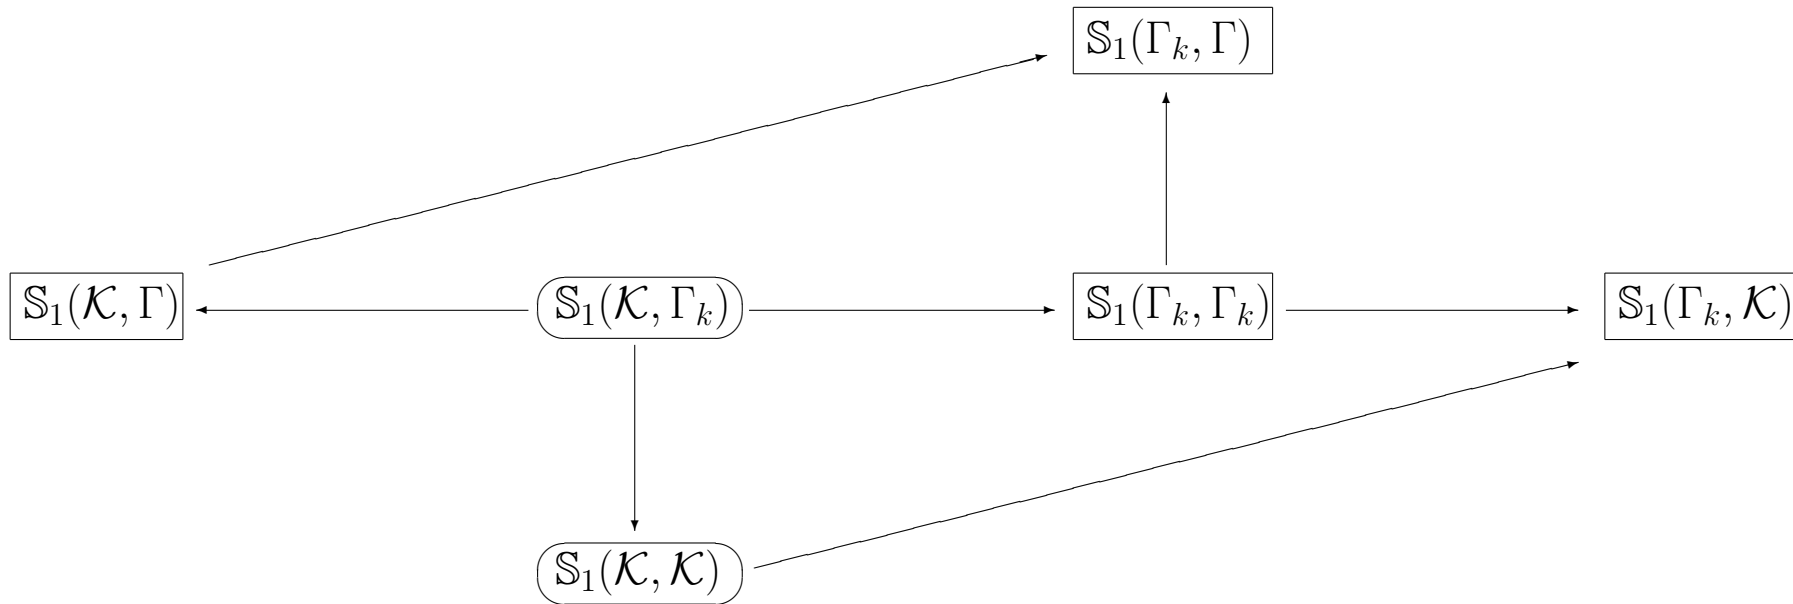 𝕊₁(Γₖ, Γ)
𝕊₁(𝒦, Γ) 𝕊₁(𝒦, Γₖ) 𝕊₁(Γₖ, Γₖ) 𝕊₁(Γₖ, 𝒦)
𝕊₁(𝒦, 𝒦)